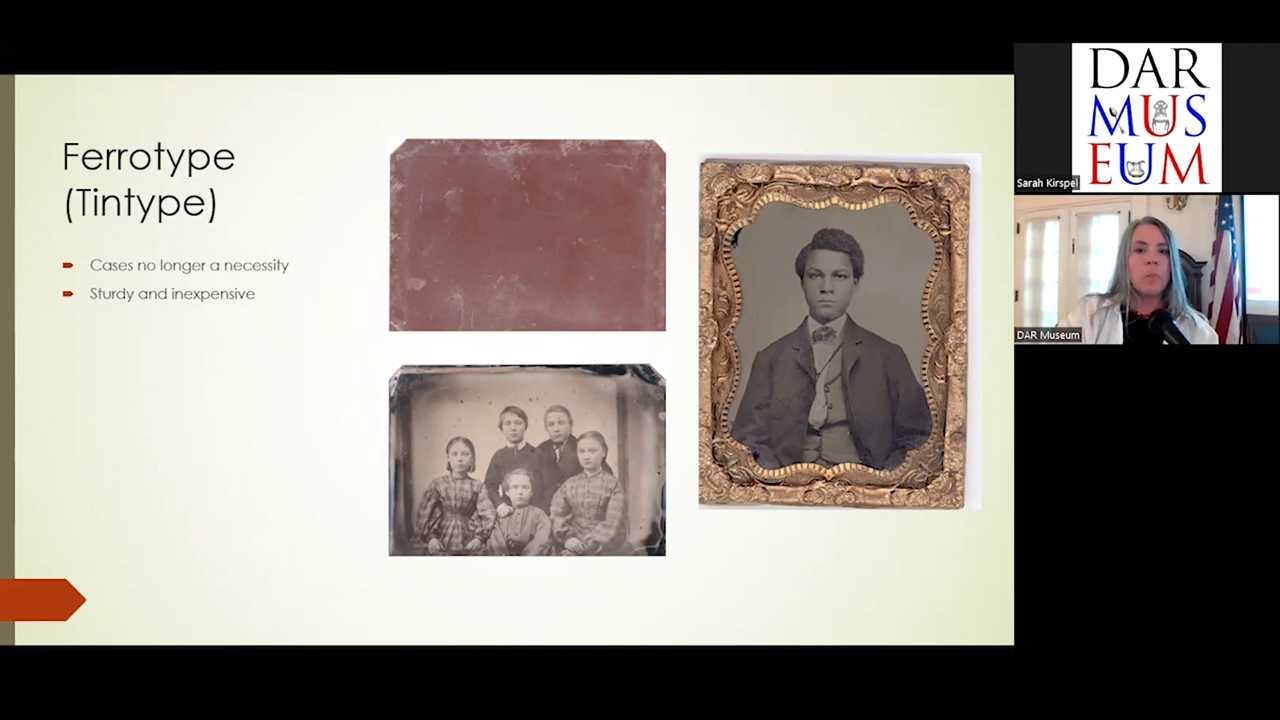 Ferrotype
(Tintype)
Cases no longer a necessity
Sturdy and inexpensive
DAR
MUS
EUM
Sarah Kirspel
DAR Museum